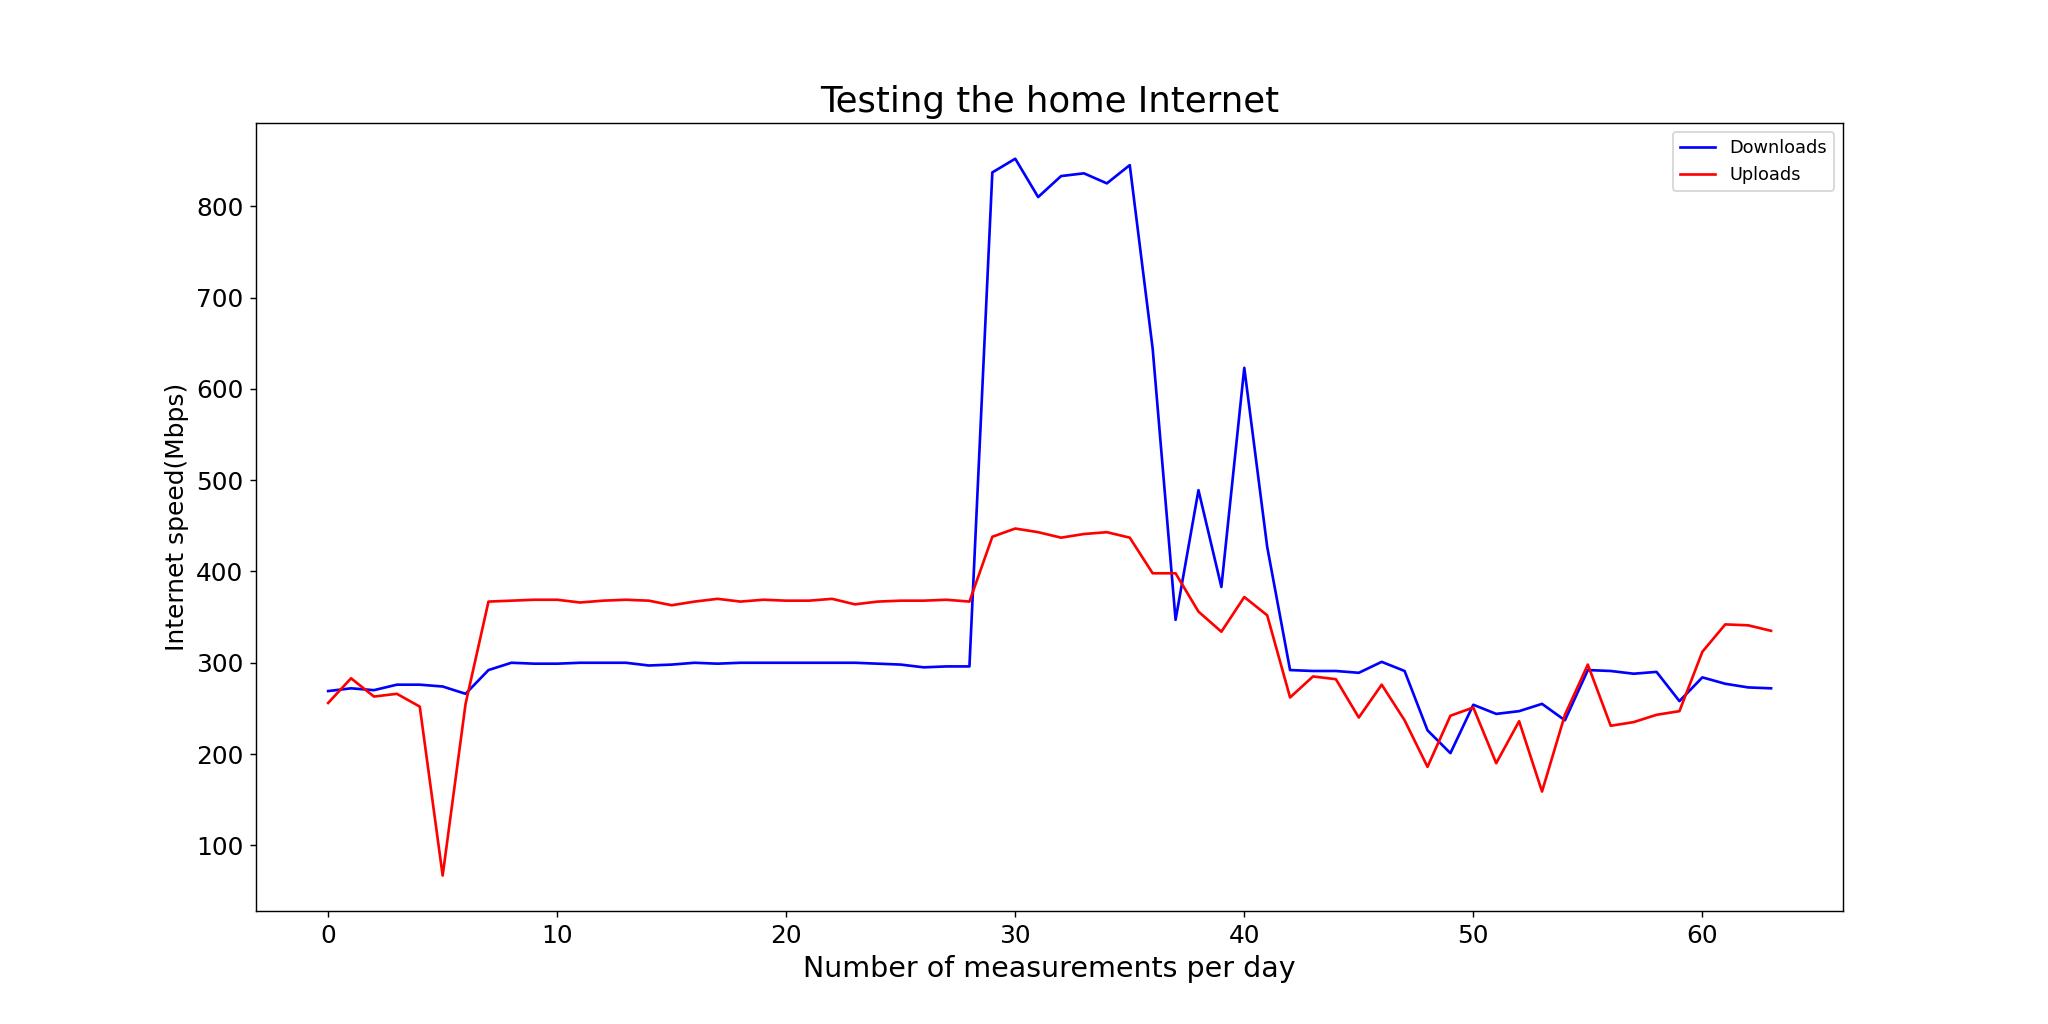 Testing the home Internet
Downloads
Uploads
800
700
600
500
400
300
200
100
Internet speed(Mbps)
0 10 20 30 40 50 60
Number of measurements per day